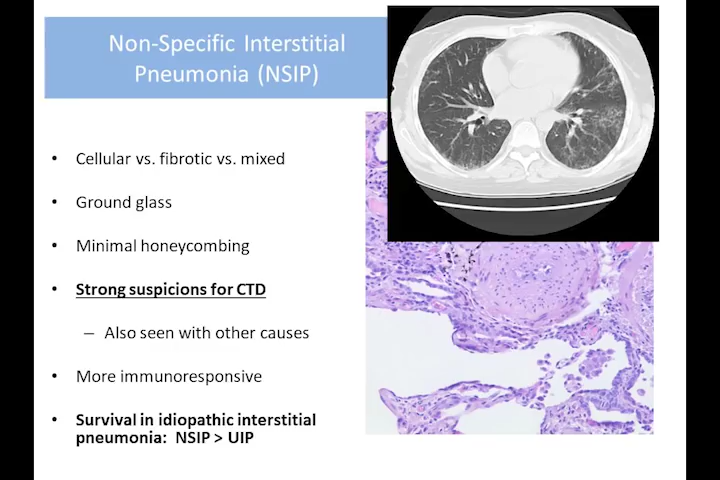 Non-Specific Interstitial
Pneumonia (NSIP)
• Cellular vs. fibrotic vs. mixed
• Ground glass
• Minimal honeycombing
• Strong suspicions for CTD
– Also seen with other causes
• More immunoresponsive
• Survival in idiopathic interstitial
pneumonia: NSIP > UIP